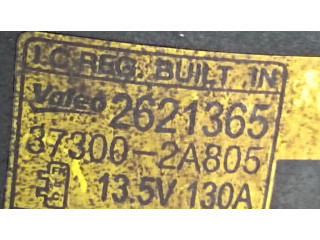 I.C REG. BUILT IN
Valeo 2621365
37300-2A805
13.5V 130A